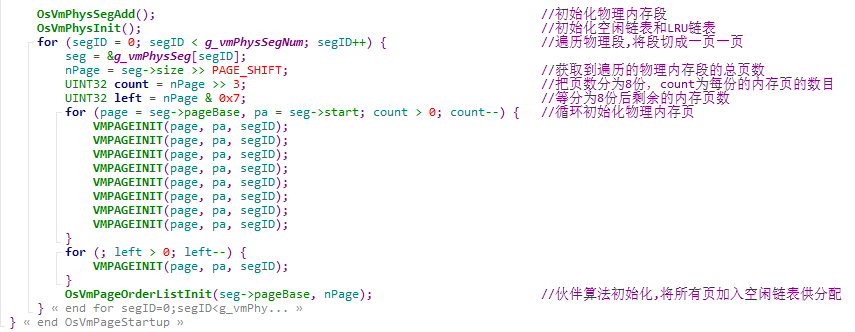 OsVmPhysSegAdd(); //初始化物理内存段
OsVmPhysInit(); //初始化空闲链表和LRU链表
for (segID = 0; segID < g_vmPhysSegNum; segID++) { //遍历物理段,将段切成一页一页
seg = &g_vmPhysSeg[segID];
nPage = seg->size >> PAGE_SHIFT; //获取到遍历的物理内存段的总页数
UINT32 count = nPage >> 3; //把页数分为8份, count为每份的内存页的数目
UINT32 left = nPage & 0x7; //等分为8份后剩余的内存页数
for (page = seg->pageBase, pa = seg->start; count > 0; count--) { //循环初始化物理内存页
VMPAGEINIT(page, pa, segID);
VMPAGEINIT(page, pa, segID);
VMPAGEINIT(page, pa, segID);
VMPAGEINIT(page, pa, segID);
VMPAGEINIT(page, pa, segID);
VMPAGEINIT(page, pa, segID);
VMPAGEINIT(page, pa, segID);
VMPAGEINIT(page, pa, segID);
}
for (; left > 0; left--) {
VMPAGEINIT(page, pa, segID);
}
OsVmPageOrderListInit(seg->pageBase, nPage); //伙伴算法初始化,将所有页加入空闲链表供分配
} « end for segID=0;segID<g_vmPhy... »
} « end OsVmPageStartup »